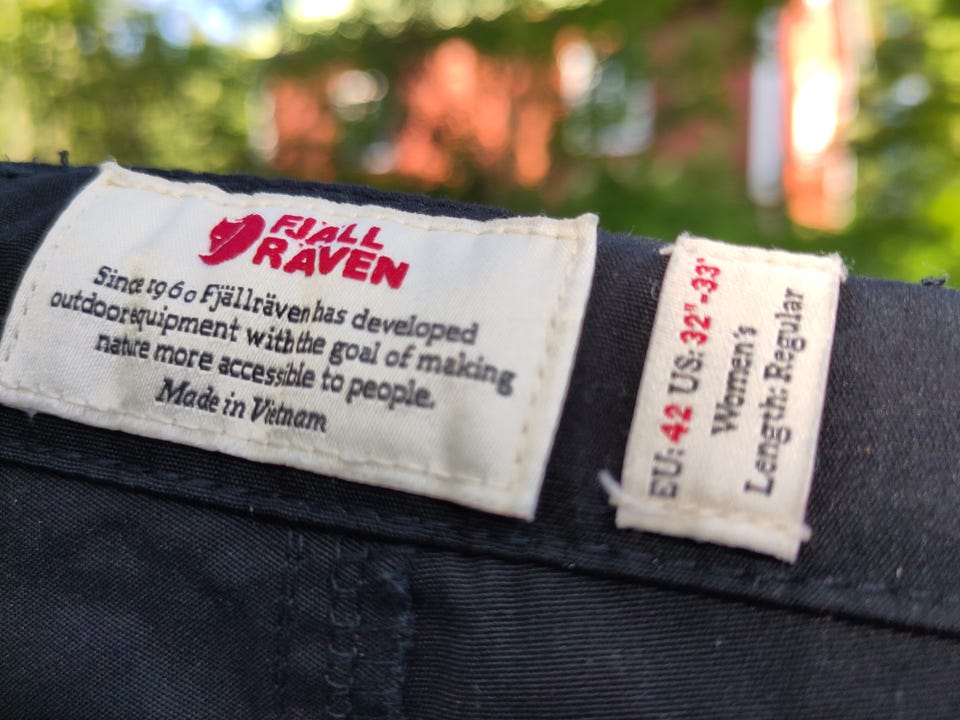 FJÄLL
RÄVEN
Since 1960 Fjällräven has developed
outdoor equipment with the goal of making
nature more accessible to people.
Made in Vietnam
EU: 42 US: 32"-33"
Women's
Length: Regular